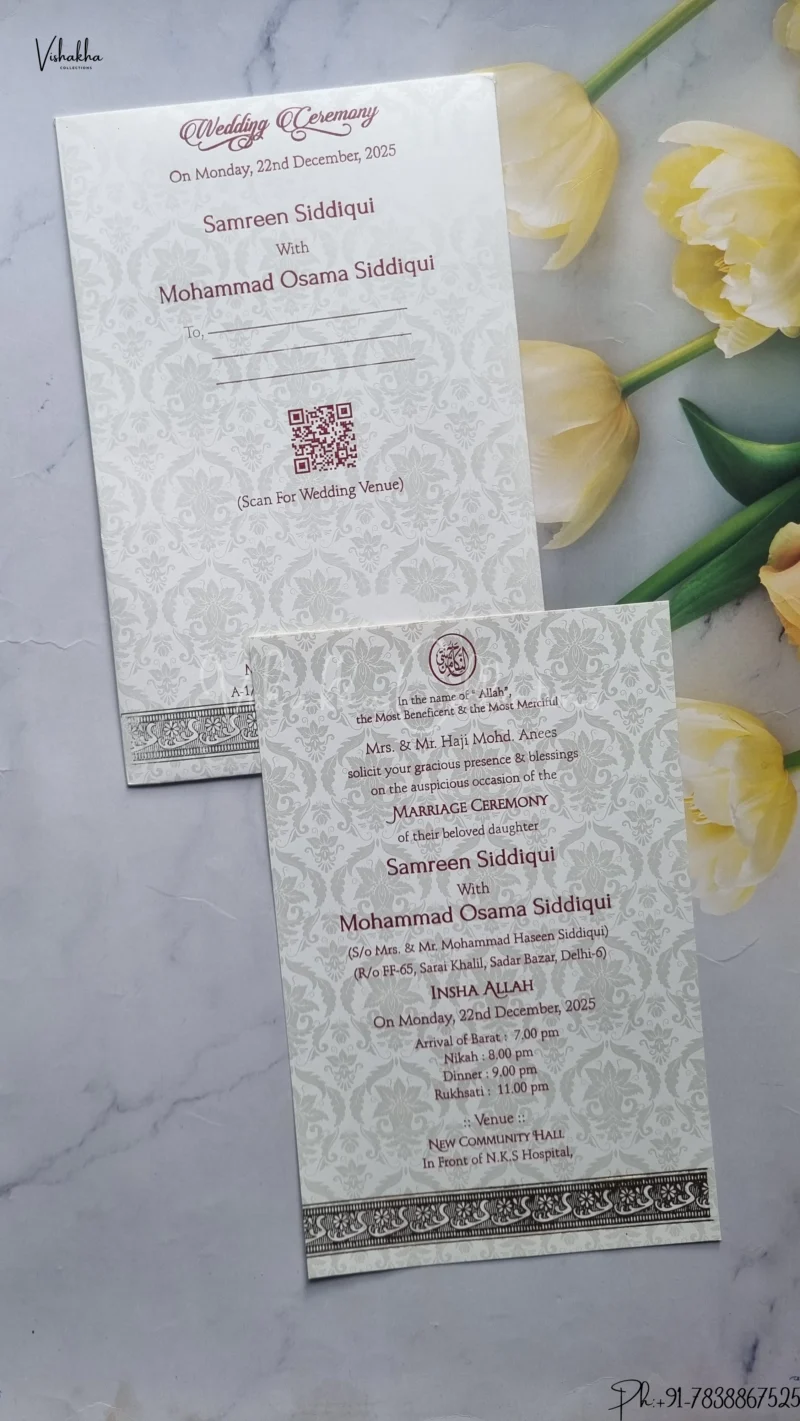 Vishakha
COLLECTIONS
Wedding Ceremony
On Monday, 22nd December, 2025
Samreen Siddiqui
With
Mohammad Osama Siddiqui
To,
(Scan For Wedding Venue)
N
A-1/
In the name of " Allah",
the Most Beneficent & the Most Merciful
Mrs. & Mr. Haji Mohd. Anees
solicit your gracious presence & blessings
on the auspicious occasion of the
MARRIAGE CEREMONY
of their beloved daughter
Samreen Siddiqui
With
Mohammad Osama Siddiqui
(S/o Mrs. & Mr. Mohammad Haseen Siddiqui)
(R/o FF-65, Sarai Khalil, Sadar Bazar, Delhi-6)
INSHA ALLAH
On Monday, 22nd December, 2025
Arrival of Barat : 7.00 pm
Nikah : 8.00 pm
Dinner : 9.00 pm
Rukhsati : 11.00 pm
:: Venue ::
NEW COMMUNITY HALL
In Front of N.K.S Hospital,
Ph:+91-7838867525